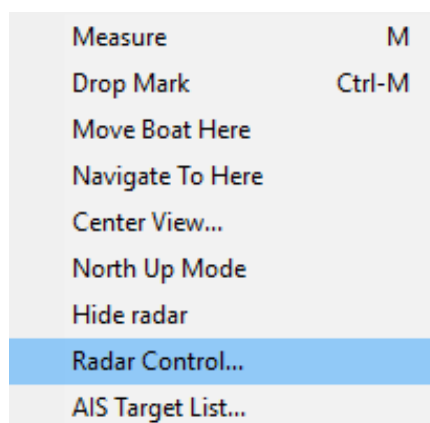 Measure M
Drop Mark Ctrl-M
Move Boat Here
Navigate To Here
Center View...
North Up Mode
Hide radar
Radar Control...
AIS Target List...